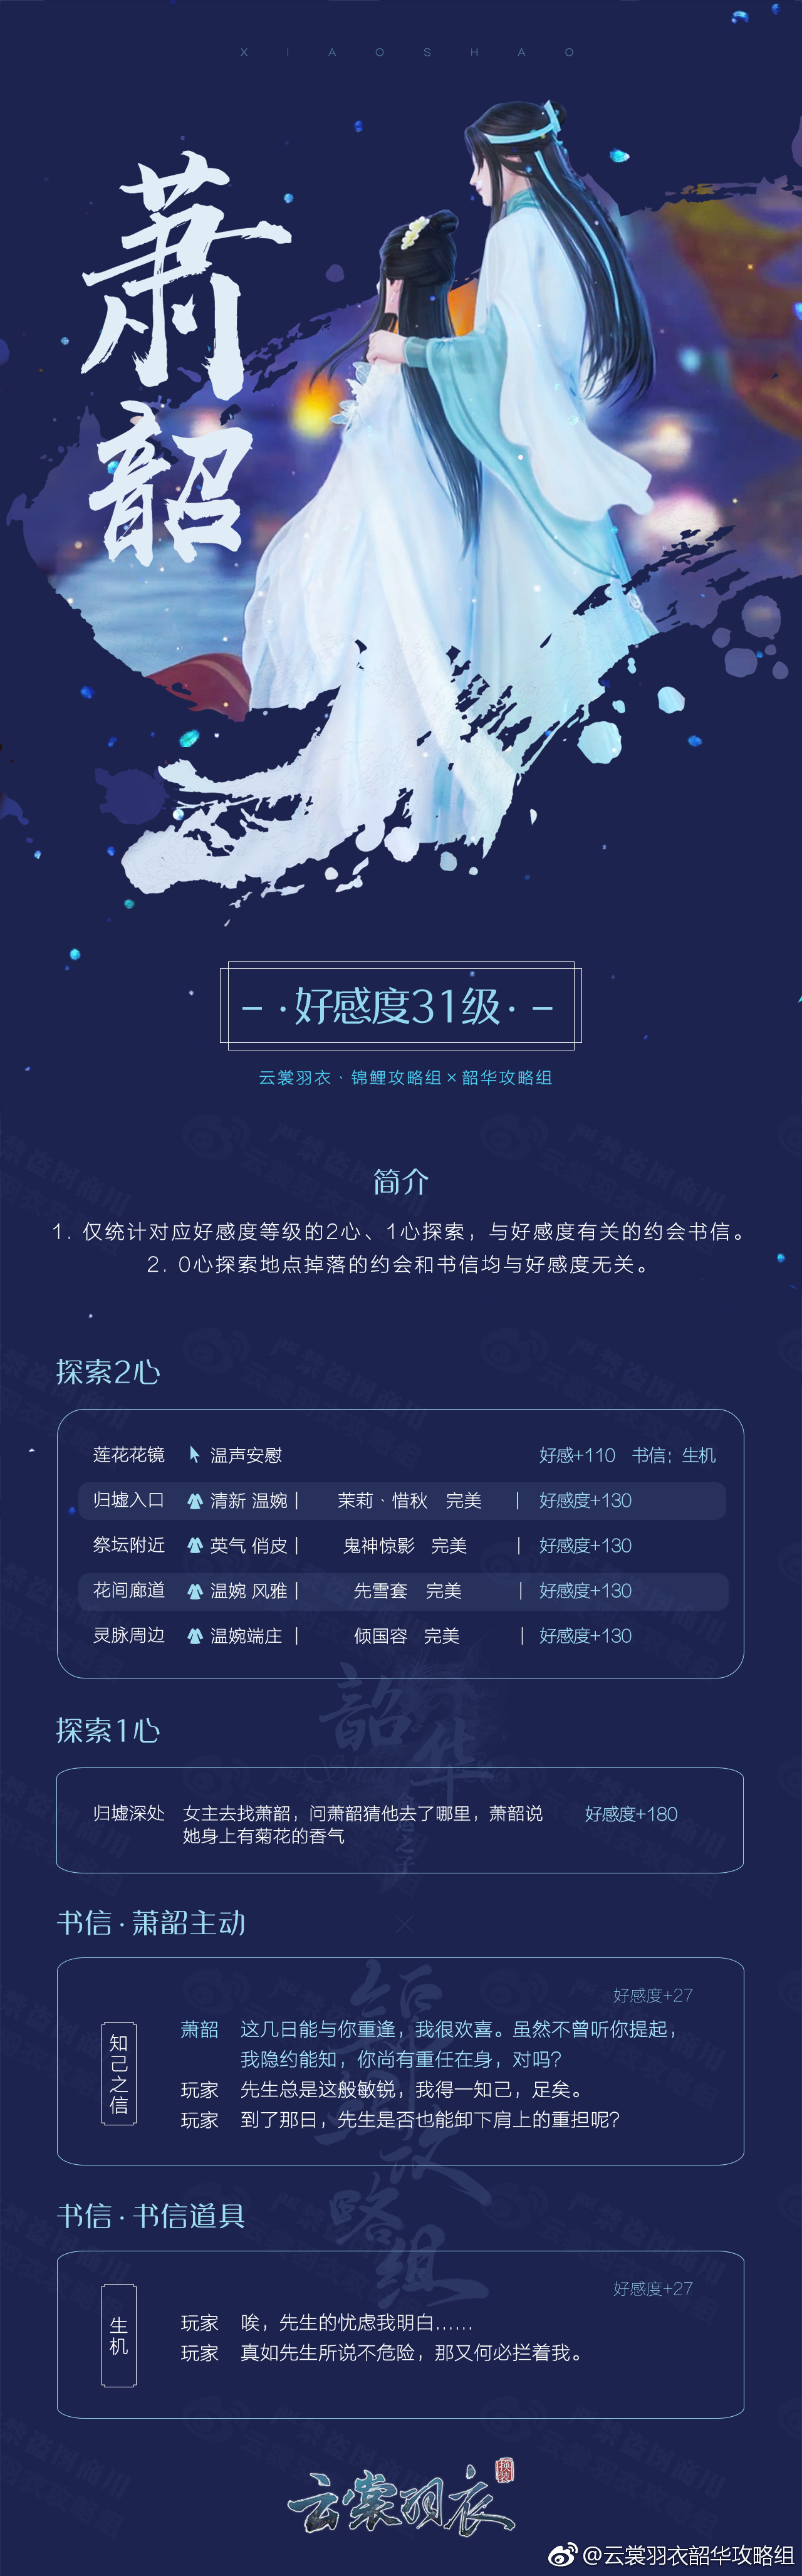 XIAOSHAO
萧韶
- ·好感度31级· -
云裳羽衣·锦鲤攻略组×韶华攻略组
简介
1. 仅统计对应好感度等级的2心、1心探索，与好感度有关的约会书信。
2. 0心探索地点掉落的约会和书信均与好感度无关。
探索2心
莲花花镜 温声安慰 好感+110 书信：生机
归墟入口 清新 温婉 | 茉莉·惜秋 完美 | 好感度+130
祭坛附近 英气 俏皮 | 鬼神惊影 完美 | 好感度+130
花间廊道 温婉 风雅 | 先雪套 完美 | 好感度+130
灵脉周边 温婉端庄 | 倾国容 完美 | 好感度+130
探索1心
归墟深处 女主去找萧韶，问萧韶猜他去了哪里，萧韶说 好感度+180
她身上有菊花的香气
书信·萧韶主动
好感度+27
知己之信
萧韶 这几日能与你重逢，我很欢喜。虽然不曾听你提起，
我隐约能知，你尚有重任在身，对吗？
玩家 先生总是这般敏锐，我得一知己，足矣。
玩家 到了那日，先生是否也能卸下肩上的重担呢？
书信·书信道具
好感度+27
生机
玩家 唉，先生的忧虑我明白……
玩家 真如先生所说不危险，那又何必拦着我。
云裳羽衣
@云裳羽衣韶华攻略组